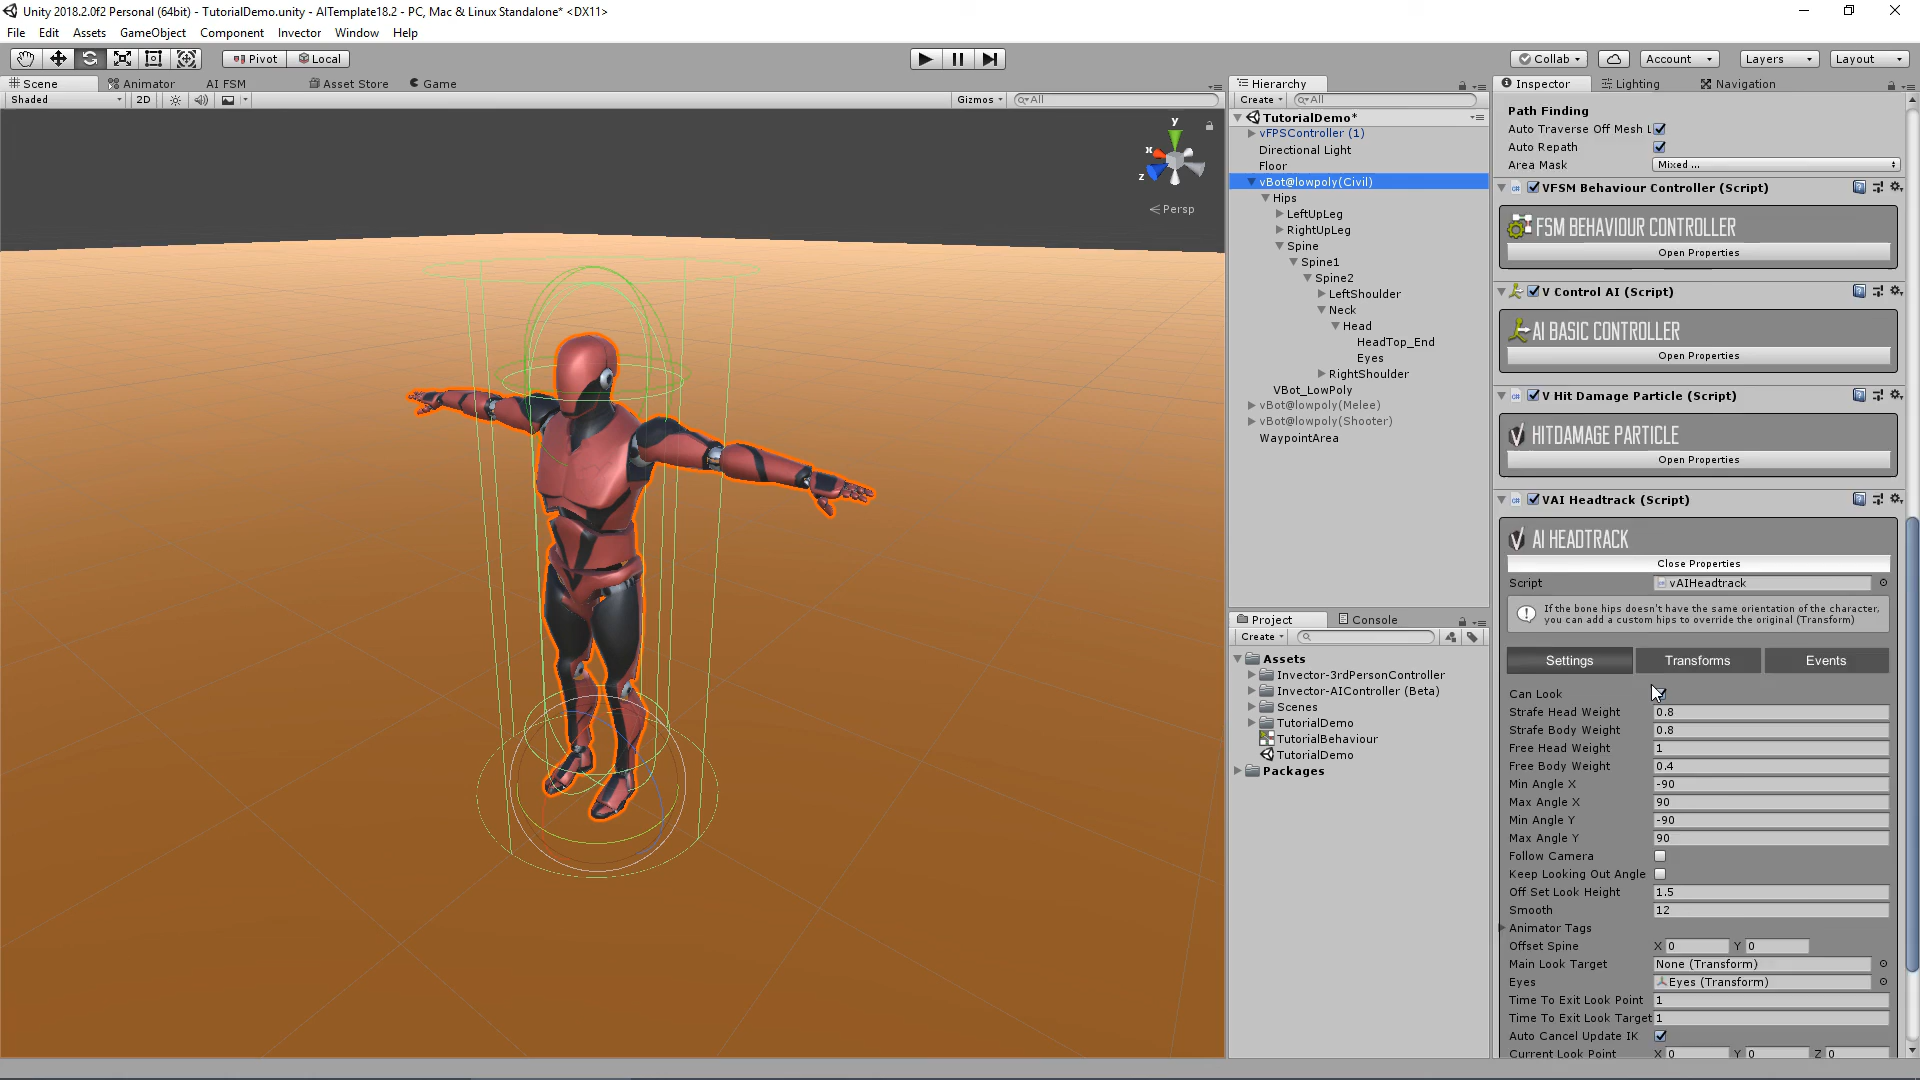 Unity 2018.2.0f2 Personal (64bit) - TutorialDemo.unity - AITemplate18.2 - PC, Mac & Linux Standalone* <DX11>
File Edit Assets GameObject Component Invector Window Help
Pivot Local Collab Account Layers Layout
Scene Animator AI FSM Asset Store Game
Shaded 2D Gizmos All
y
x
z
Persp
Hierarchy
Create All
TutorialDemo*
vFPSController (1)
Directional Light
Floor
vBot@lowpoly(Civil)
Hips
LeftUpLeg
RightUpLeg
Spine
Spine1
Spine2
LeftShoulder
Neck
Head
HeadTop_End
Eyes
RightShoulder
VBot_LowPoly
vBot@lowpoly(Melee)
vBot@lowpoly(Shooter)
WaypointArea
Project Console
Create
Assets
Invector-3rdPersonController
Invector-AIController (Beta)
Scenes
TutorialDemo
TutorialBehaviour
TutorialDemo
Packages
Inspector Lighting Navigation
Path Finding
Auto Traverse Off Mesh L
Auto Repath
Area Mask Mixed ...
VFSM Behaviour Controller (Script)
FSM BEHAVIOUR CONTROLLER
Open Properties
V Control AI (Script)
AI BASIC CONTROLLER
Open Properties
V Hit Damage Particle (Script)
HITDAMAGE PARTICLE
Open Properties
VAI Headtrack (Script)
AI HEADTRACK
Close Properties
Script vAIHeadtrack
If the bone hips doesn't have the same orientation of the character,
you can add a custom hips to override the original (Transform)
Settings Transforms Events
Can Look
Strafe Head Weight 0.8
Strafe Body Weight 0.8
Free Head Weight 1
Free Body Weight 0.4
Min Angle X -90
Max Angle X 90
Min Angle Y -90
Max Angle Y 90
Follow Camera
Keep Looking Out Angle
Off Set Look Height 1.5
Smooth 12
Animator Tags
Offset Spine X 0 Y 0
Main Look Target None (Transform)
Eyes Eyes (Transform)
Time To Exit Look Point 1
Time To Exit Look Target 1
Auto Cancel Update IK
Current Look Point X 0 Y 0 Z 0